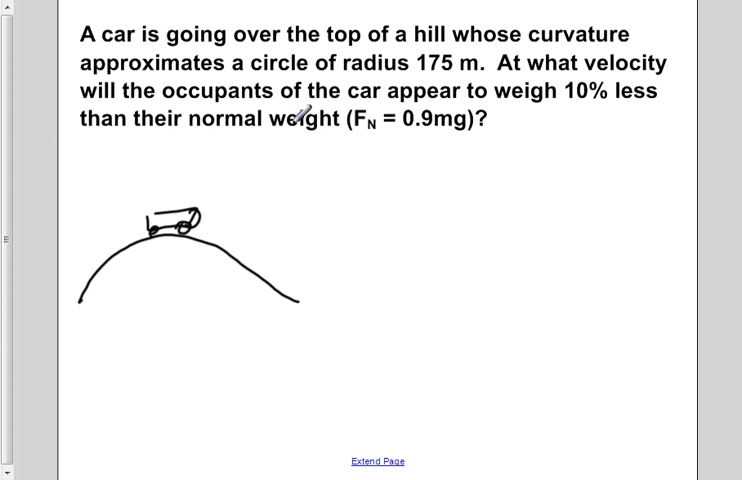 A car is going over the top of a hill whose curvature
approximates a circle of radius 175 m.  At what velocity
will the occupants of the car appear to weigh 10% less
than their normal weight (FN = 0.9mg)?
Extend Page